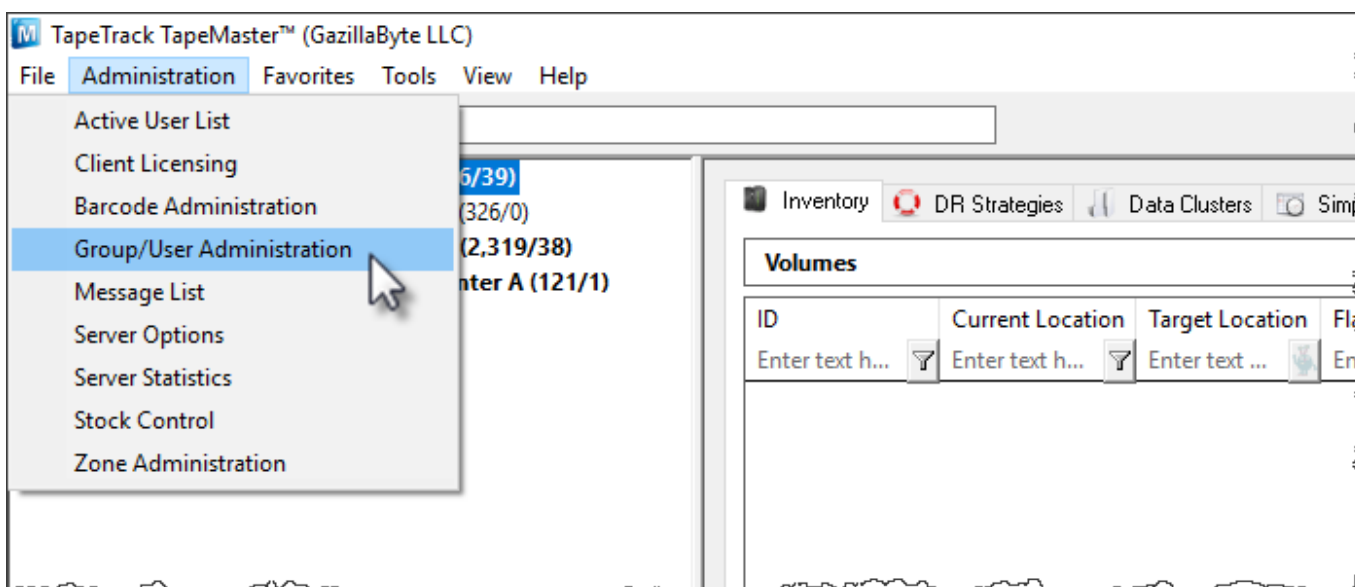 TapeTrack TapeMaster™ (GazillaByte LLC)
File Administration Favorites Tools View Help
Active User List
Client Licensing
Barcode Administration
Group/User Administration
Message List
Server Options
Server Statistics
Stock Control
Zone Administration
6/39)
(326/0)
(2,319/38)
nter A (121/1)
Inventory DR Strategies Data Clusters Simp
Volumes
ID Current Location Target Location Fla
Enter text h... Enter text h... Enter text ... En